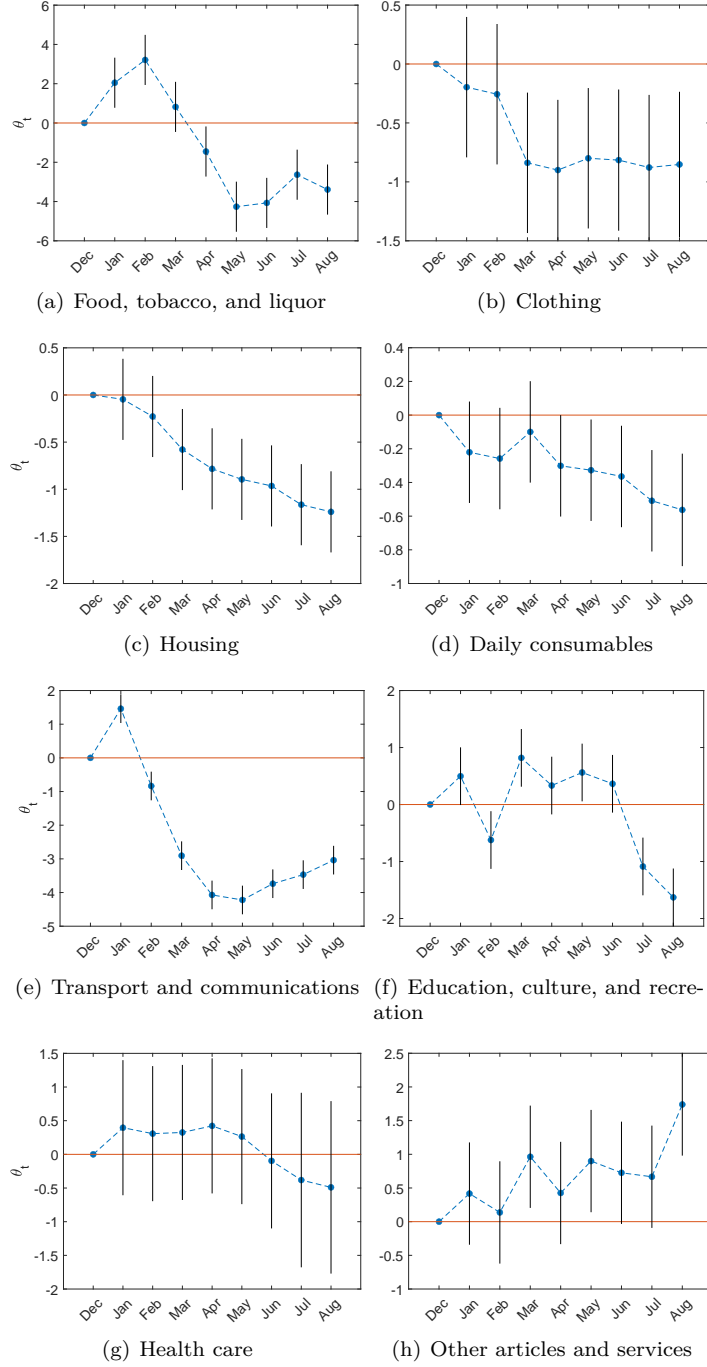 6
4
2
0
-2
-4
-6
θt
Dec Jan Feb Mar Apr May Jun Jul Aug
(a) Food, tobacco, and liquor
0.5
0
-0.5
-1
-1.5
Dec Jan Feb Mar Apr May Jun Jul Aug
(b) Clothing
0.5
0
-0.5
-1
-1.5
-2
θt
Dec Jan Feb Mar Apr May Jun Jul Aug
(c) Housing
0.4
0.2
0
-0.2
-0.4
-0.6
-0.8
-1
Dec Jan Feb Mar Apr May Jun Jul Aug
(d) Daily consumables
2
1
0
-1
-2
-3
-4
-5
θt
Dec Jan Feb Mar Apr May Jun Jul Aug
(e) Transport and communications
2
1
0
-1
-2
Dec Jan Feb Mar Apr May Jun Jul Aug
(f) Education, culture, and recre-
ation
1.5
1
0.5
0
-0.5
-1
-1.5
-2
θt
Dec Jan Feb Mar Apr May Jun Jul Aug
(g) Health care
2.5
2
1.5
1
0.5
0
-0.5
-1
Dec Jan Feb Mar Apr May Jun Jul Aug
(h) Other articles and services